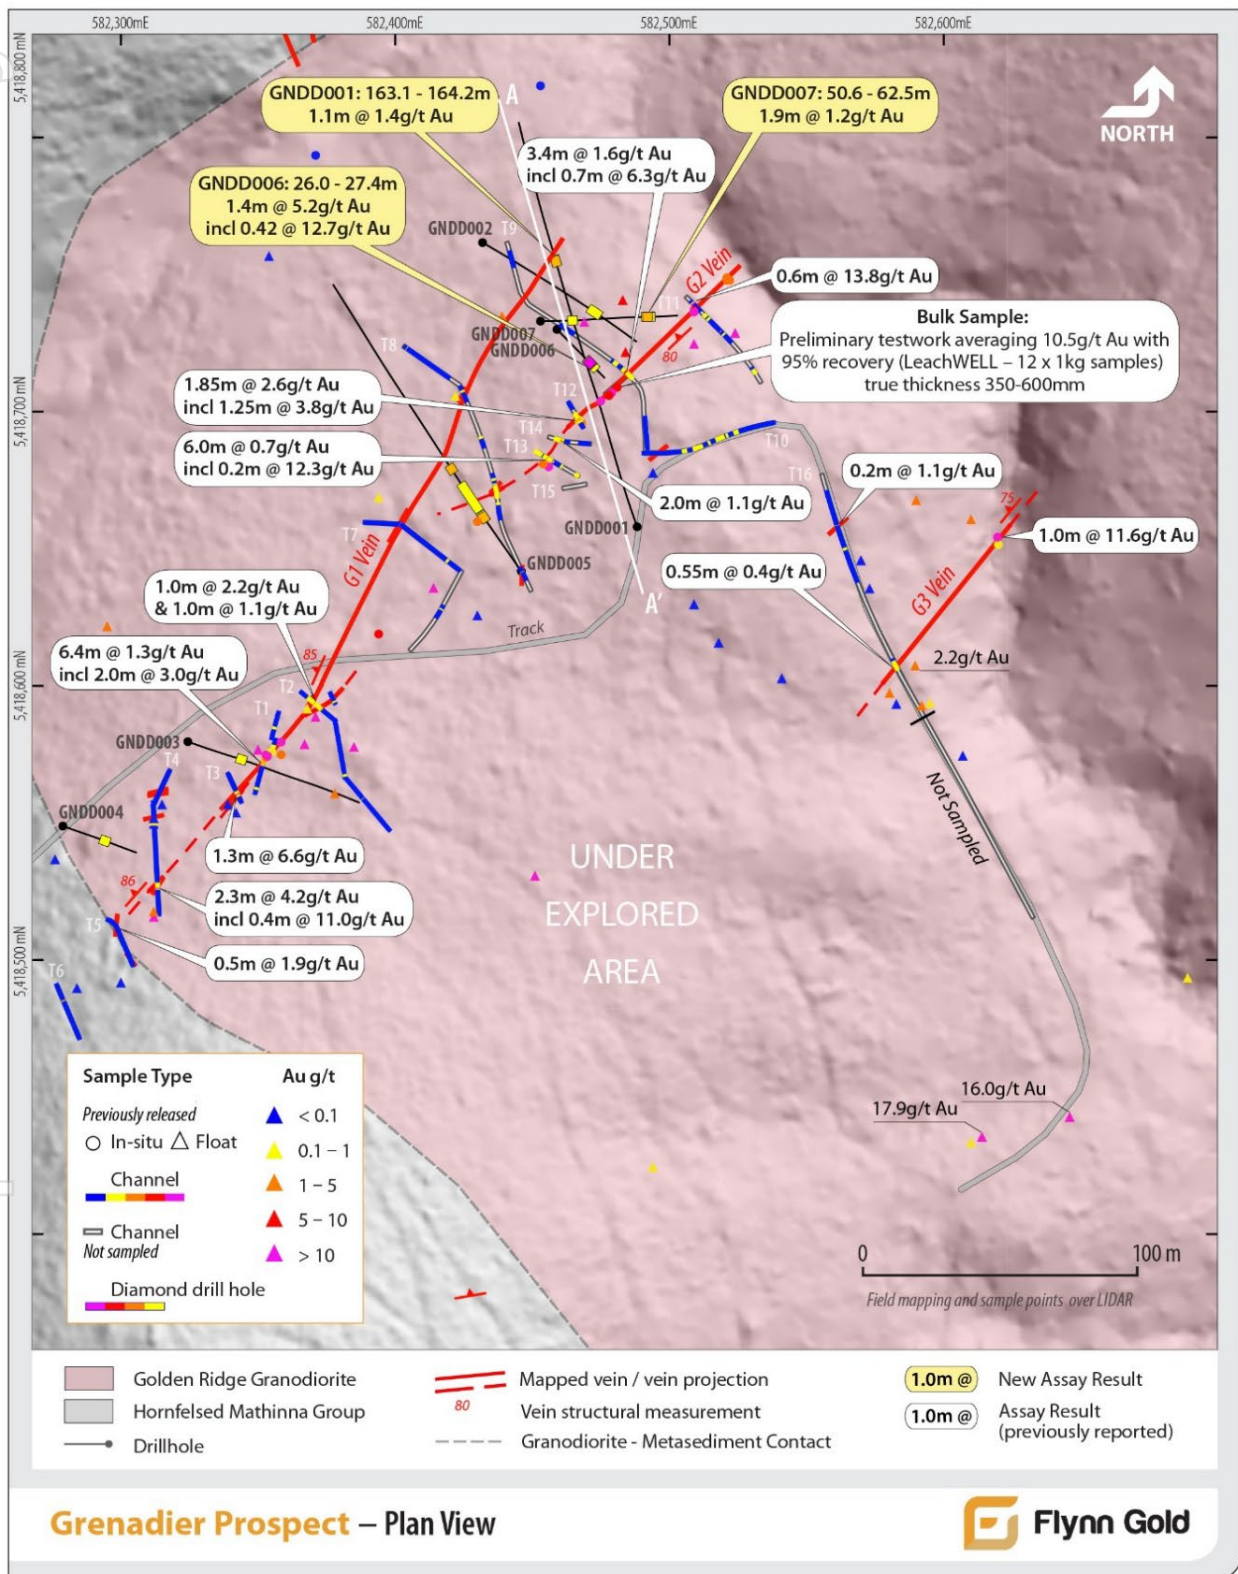 582,300mE
582,400mE
582,500mE
582,600mE
5,418,800 mN
5,418,700 mN
5,418,600 mN
5,418,500 mN
NORTH
GNDD001: 163.1 - 164.2m
1.1m @ 1.4g/t Au
A
GNDD007: 50.6 - 62.5m
1.9m @ 1.2g/t Au
3.4m @ 1.6g/t Au
incl 0.7m @ 6.3g/t Au
GNDD006: 26.0 - 27.4m
1.4m @ 5.2g/t Au
incl 0.42 @ 12.7g/t Au
GNDD002
T9
G2 Vein
0.6m @ 13.8g/t Au
T11
Bulk Sample:
Preliminary testwork averaging 10.5g/t Au with
95% recovery (LeachWELL – 12 x 1kg samples)
true thickness 350-600mm
GNDD007
GNDD006
80
T8
1.85m @ 2.6g/t Au
incl 1.25m @ 3.8g/t Au
T12
T14
T13
T10
6.0m @ 0.7g/t Au
incl 0.2m @ 12.3g/t Au
T15
T16
0.2m @ 1.1g/t Au
2.0m @ 1.1g/t Au
75
T7
GNDD001
1.0m @ 11.6g/t Au
G1 Vein
GNDD005
0.55m @ 0.4g/t Au
G3 Vein
1.0m @ 2.2g/t Au
& 1.0m @ 1.1g/t Au
A'
Track
6.4m @ 1.3g/t Au
incl 2.0m @ 3.0g/t Au
85
2.2g/t Au
T2
T1
GNDD003
T4
T3
Not Sampled
GNDD004
1.3m @ 6.6g/t Au
UNDER
EXPLORED
AREA
86
2.3m @ 4.2g/t Au
incl 0.4m @ 11.0g/t Au
T5
0.5m @ 1.9g/t Au
T6
16.0g/t Au
17.9g/t Au
Sample Type
Au g/t
Previously released
In-situ
Float
Channel
Channel
Not sampled
Diamond drill hole
< 0.1
0.1 – 1
1 – 5
5 – 10
> 10
0
100 m
Field mapping and sample points over LIDAR
Golden Ridge Granodiorite
Hornfelsed Mathinna Group
Drillhole
Mapped vein / vein projection
80
Vein structural measurement
Granodiorite - Metasediment Contact
1.0m @
New Assay Result
1.0m @
Assay Result
(previously reported)
Grenadier Prospect – Plan View
Flynn Gold